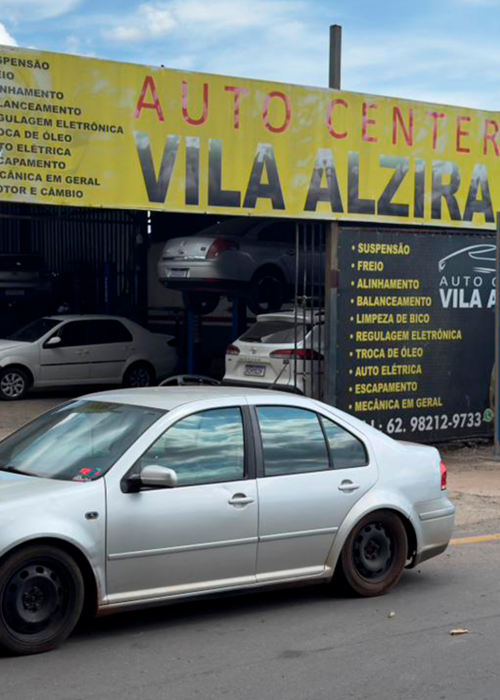 SPENSÃO
EIO
NHAMENTO
LANCEAMENTO
GULAGEM ELETRÔNICA
ROCA DE ÓLEO
TO ELÉTRICA
CAPAMENTO
CÂNICA EM GERAL
OTOR E CÂMBIO
AUTO CENTER
VILA ALZIRA
• SUSPENSÃO
• FREIO
• ALINHAMENTO
• BALANCEAMENTO
• LIMPEZA DE BICO
• REGULAGEM ELETRÔNICA
• TROCA DE ÓLEO
• AUTO ELÉTRICA
• ESCAPAMENTO
• MECÂNICA EM GERAL
: 62. 98212-9733
AUTO
VILA A